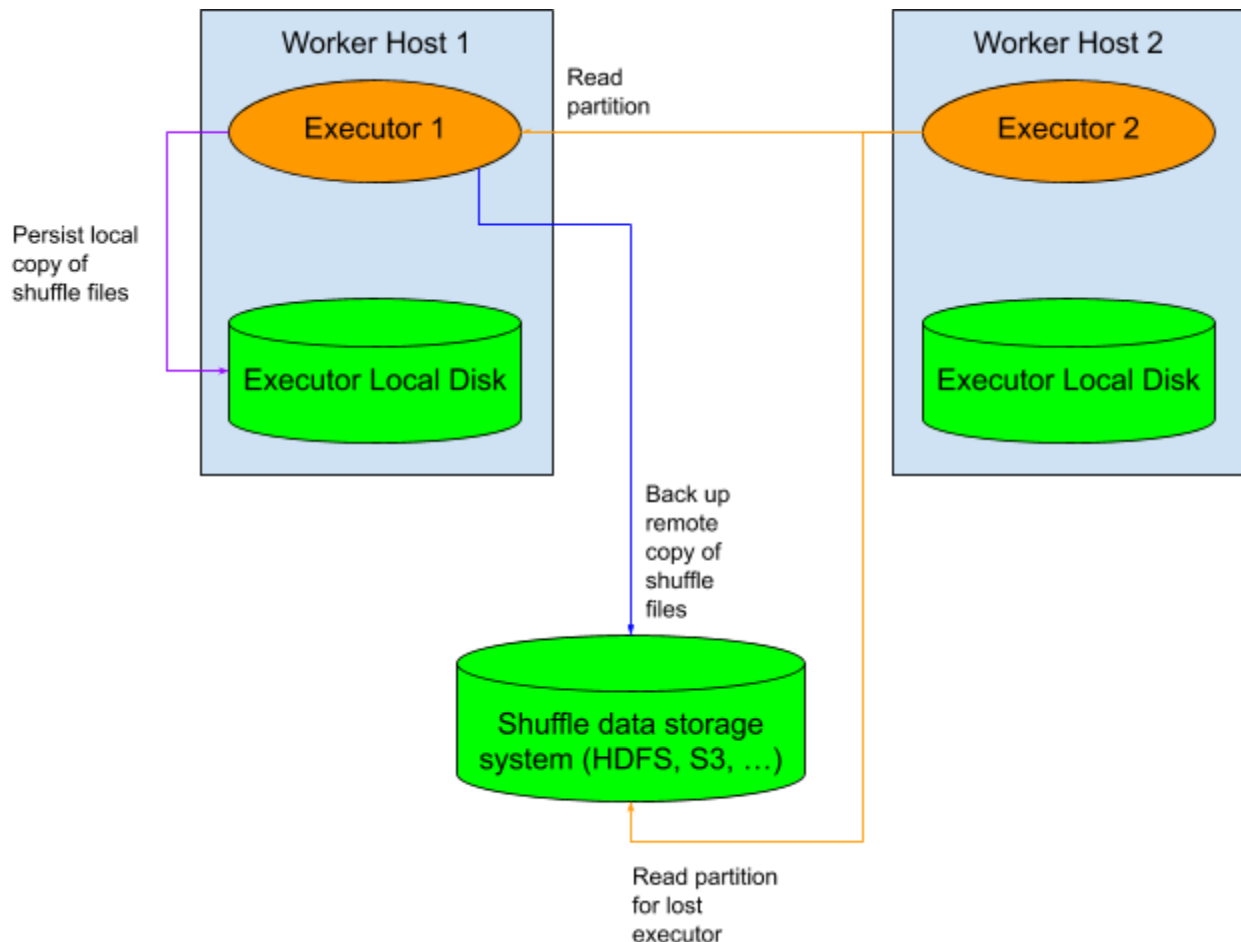 Worker Host 1
Worker Host 2
Read
partition
Executor 1
Executor 2
Persist local
copy of
shuffle files
Executor Local Disk
Executor Local Disk
Back up
remote
copy of
shuffle
files
Shuffle data storage
system (HDFS, S3, …)
Read partition
for lost
executor